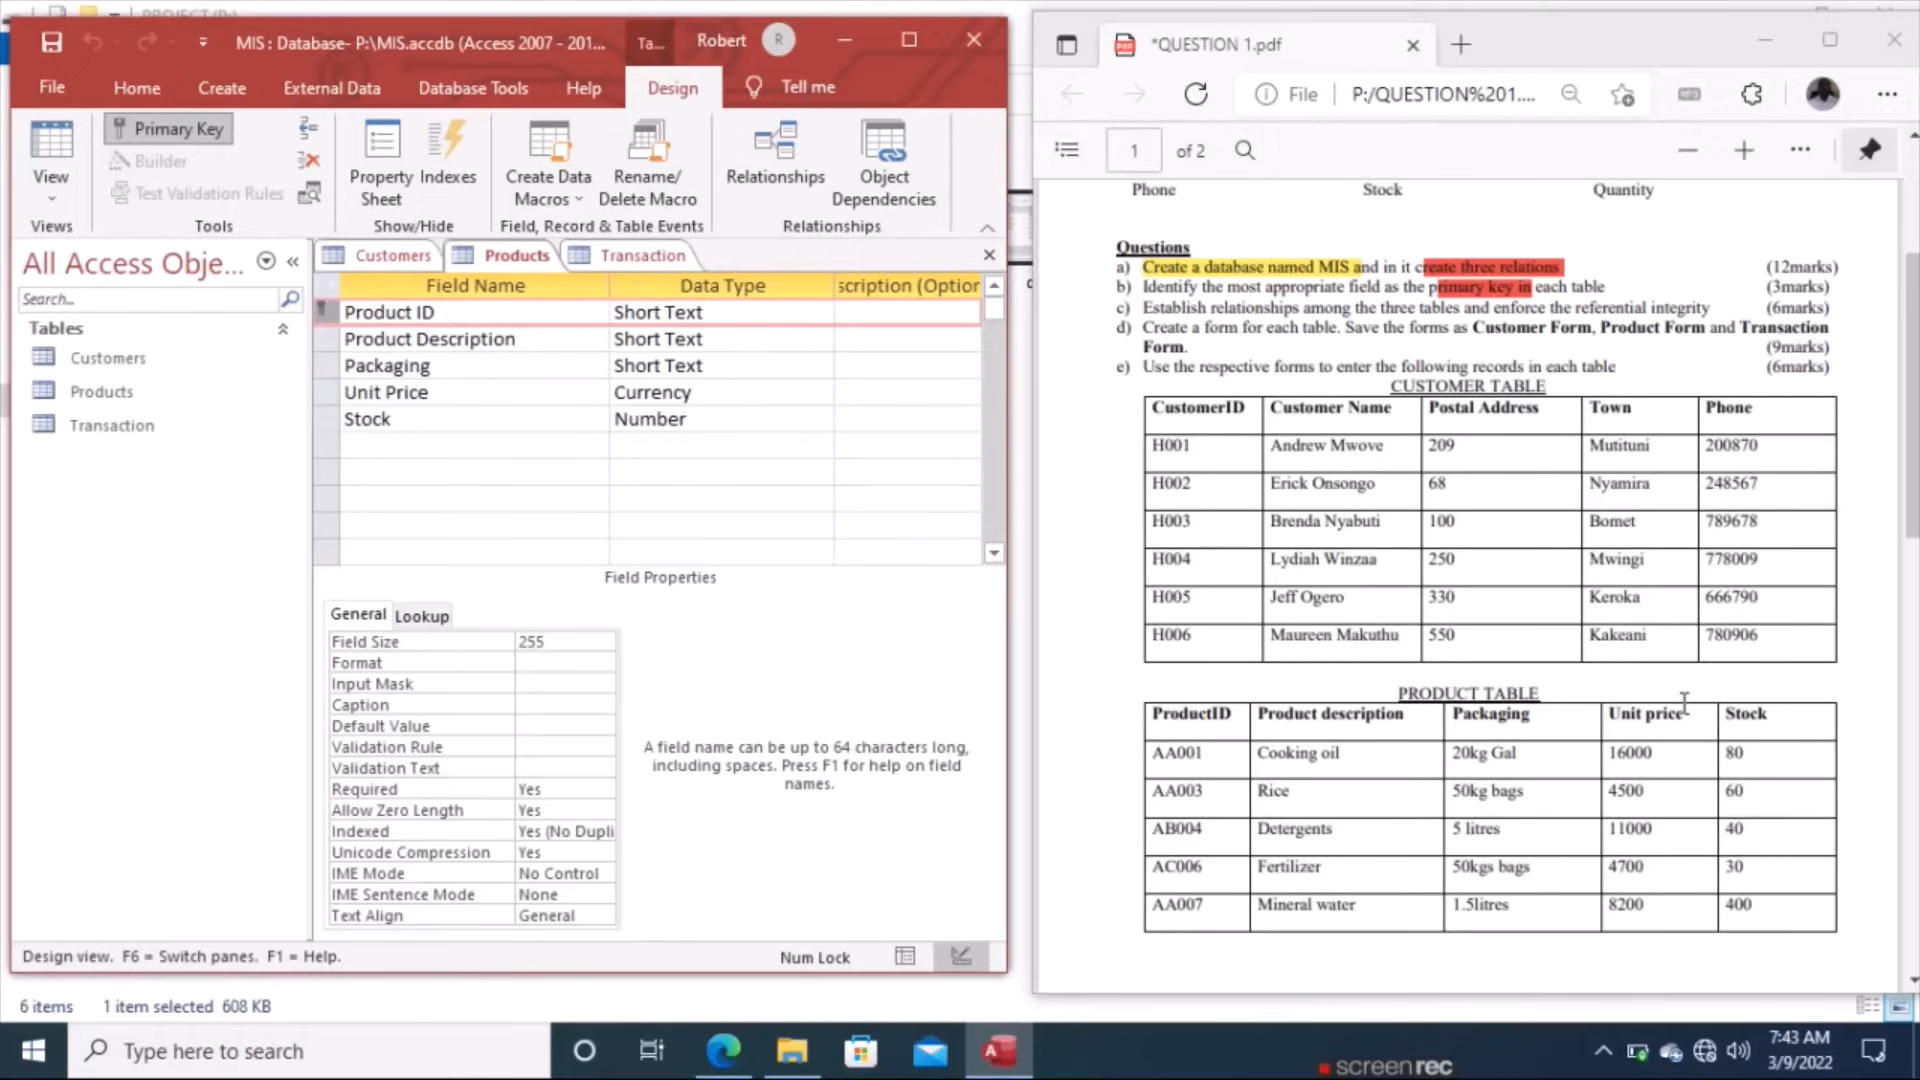 MIS : Database- P:\MIS.accdb (Access 2007 - 201...
Ta...
Robert
R
File
Home
Create
External Data
Database Tools
Help
Design
Tell me
View
Views
Primary Key
Builder
Test Validation Rules
Tools
Property Sheet
Indexes
Show/Hide
Create Data Macros
Rename/ Delete Macro
Field, Record & Table Events
Relationships
Object Dependencies
Relationships
All Access Obje...
Search...
Tables
Customers
Products
Transaction
Customers
Products
Transaction
Field Name
Data Type
scription (Option
Product ID
Short Text
Product Description
Short Text
Packaging
Short Text
Unit Price
Currency
Stock
Number
Field Properties
General
Lookup
Field Size
255
Format
Input Mask
Caption
Default Value
Validation Rule
Validation Text
Required
Yes
Allow Zero Length
Yes
Indexed
Yes (No Dupli
Unicode Compression
Yes
IME Mode
No Control
IME Sentence Mode
None
Text Align
General
A field name can be up to 64 characters long,
including spaces. Press F1 for help on field
names.
Design view. F6 = Switch panes. F1 = Help.
Num Lock
6 items
1 item selected 608 KB
*QUESTION 1.pdf
File
P:/QUESTION%201....
1
of 2
Phone
Stock
Quantity
Questions
a) Create a database named MIS and in it create three relations (12marks)
b) Identify the most appropriate field as the primary key in each table (3marks)
c) Establish relationships among the three tables and enforce the referential integrity (6marks)
d) Create a form for each table. Save the forms as Customer Form, Product Form and Transaction
Form. (9marks)
e) Use the respective forms to enter the following records in each table (6marks)
CUSTOMER TABLE
CustomerID Customer Name Postal Address Town Phone
H001 Andrew Mwove 209 Mutituni 200870
H002 Erick Onsongo 68 Nyamira 248567
H003 Brenda Nyabuti 100 Bomet 789678
H004 Lydiah Winzaa 250 Mwingi 778009
H005 Jeff Ogero 330 Keroka 666790
H006 Maureen Makuthu 550 Kakeani 780906
PRODUCT TABLE
ProductID Product description Packaging Unit price Stock
AA001 Cooking oil 20kg Gal 16000 80
AA003 Rice 50kg bags 4500 60
AB004 Detergents 5 litres 11000 40
AC006 Fertilizer 50kgs bags 4700 30
AA007 Mineral water 1.5litres 8200 400
Type here to search
screenrec
7:43 AM
3/9/2022